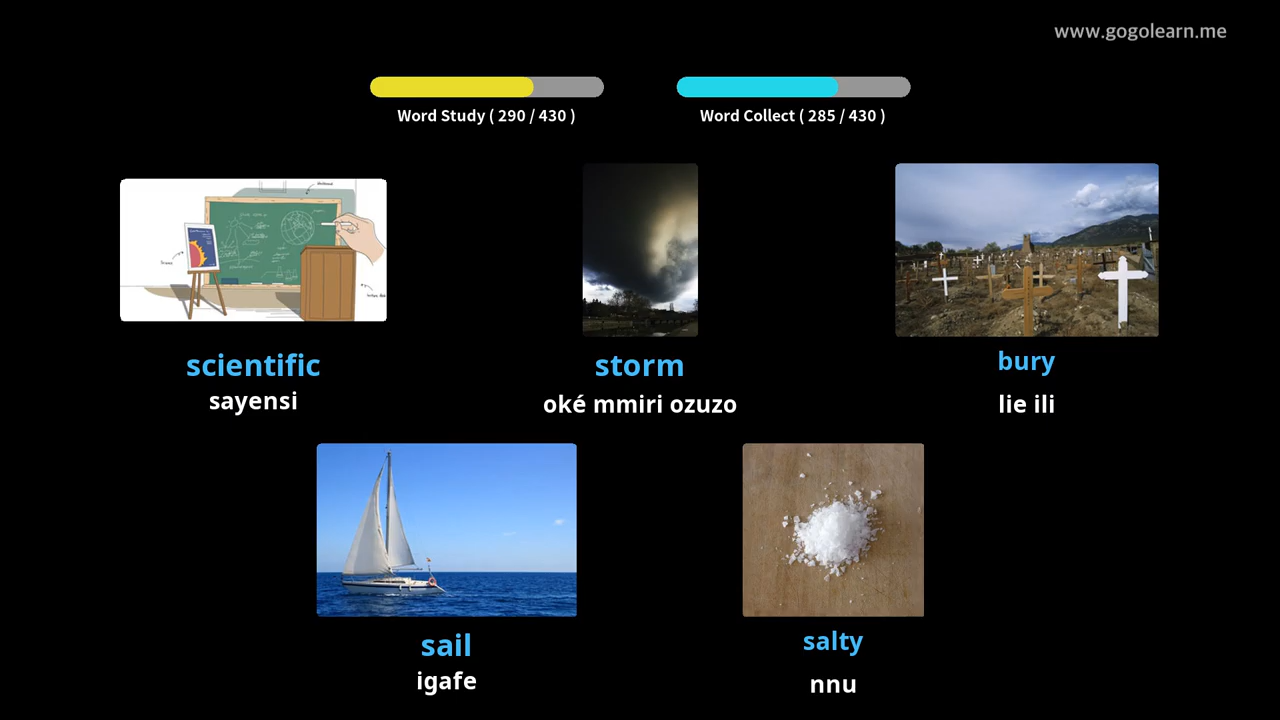 www.gogolearn.me
Word Study ( 290 / 430 )
Word Collect ( 285 / 430 )
scientific
sayensi
storm
oké mmiri ozuzo
bury
lie ili
sail
igafe
salty
nnu